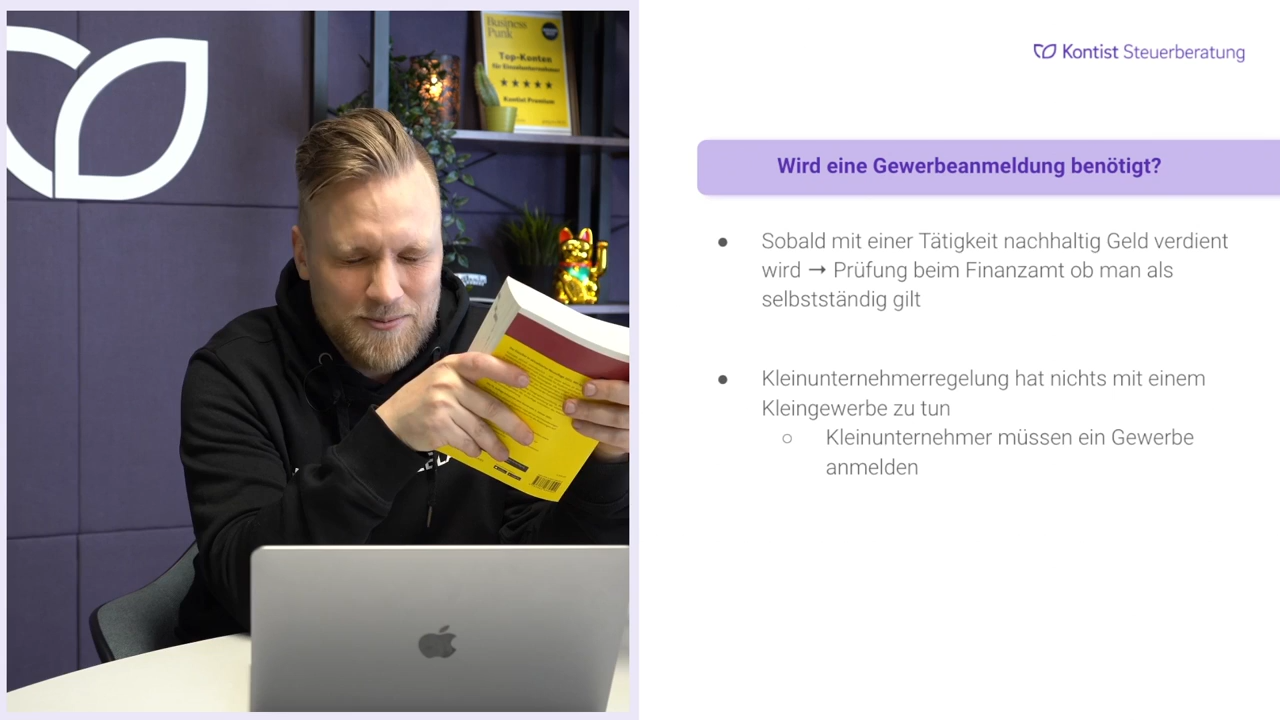 Business
Punk
Top-Konten
für Einzelunternehmer
Kontist Premium
Kontist Steuerberatung
Wird eine Gewerbeanmeldung benötigt?
● Sobald mit einer Tätigkeit nachhaltig Geld verdient
wird → Prüfung beim Finanzamt ob man als
selbstständig gilt
● Kleinunternehmerregelung hat nichts mit einem
Kleingewerbe zu tun
○ Kleinunternehmer müssen ein Gewerbe
anmelden